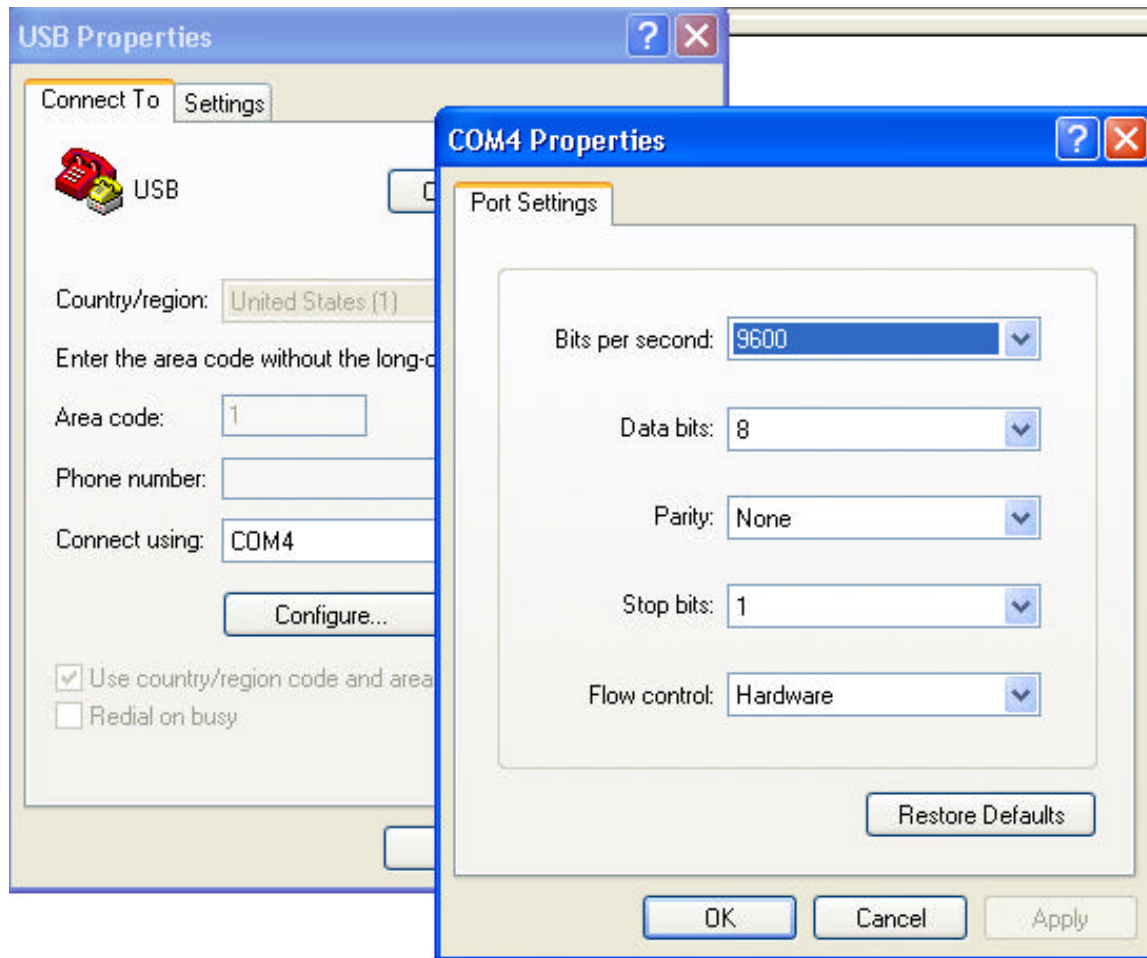 USB Properties
Connect To
Settings
USB
Country/region:
United States (1)
Enter the area code without the
Area code:
1
Phone number:
Connect using:
COM4
Configure...
Use country/region code and area
Redial on busy
COM4 Properties
Port Settings
Bits per second:
9600
Data bits:
8
Parity:
None
Stop bits:
1
Flow control:
Hardware
Restore Defaults
OK
Cancel
Apply